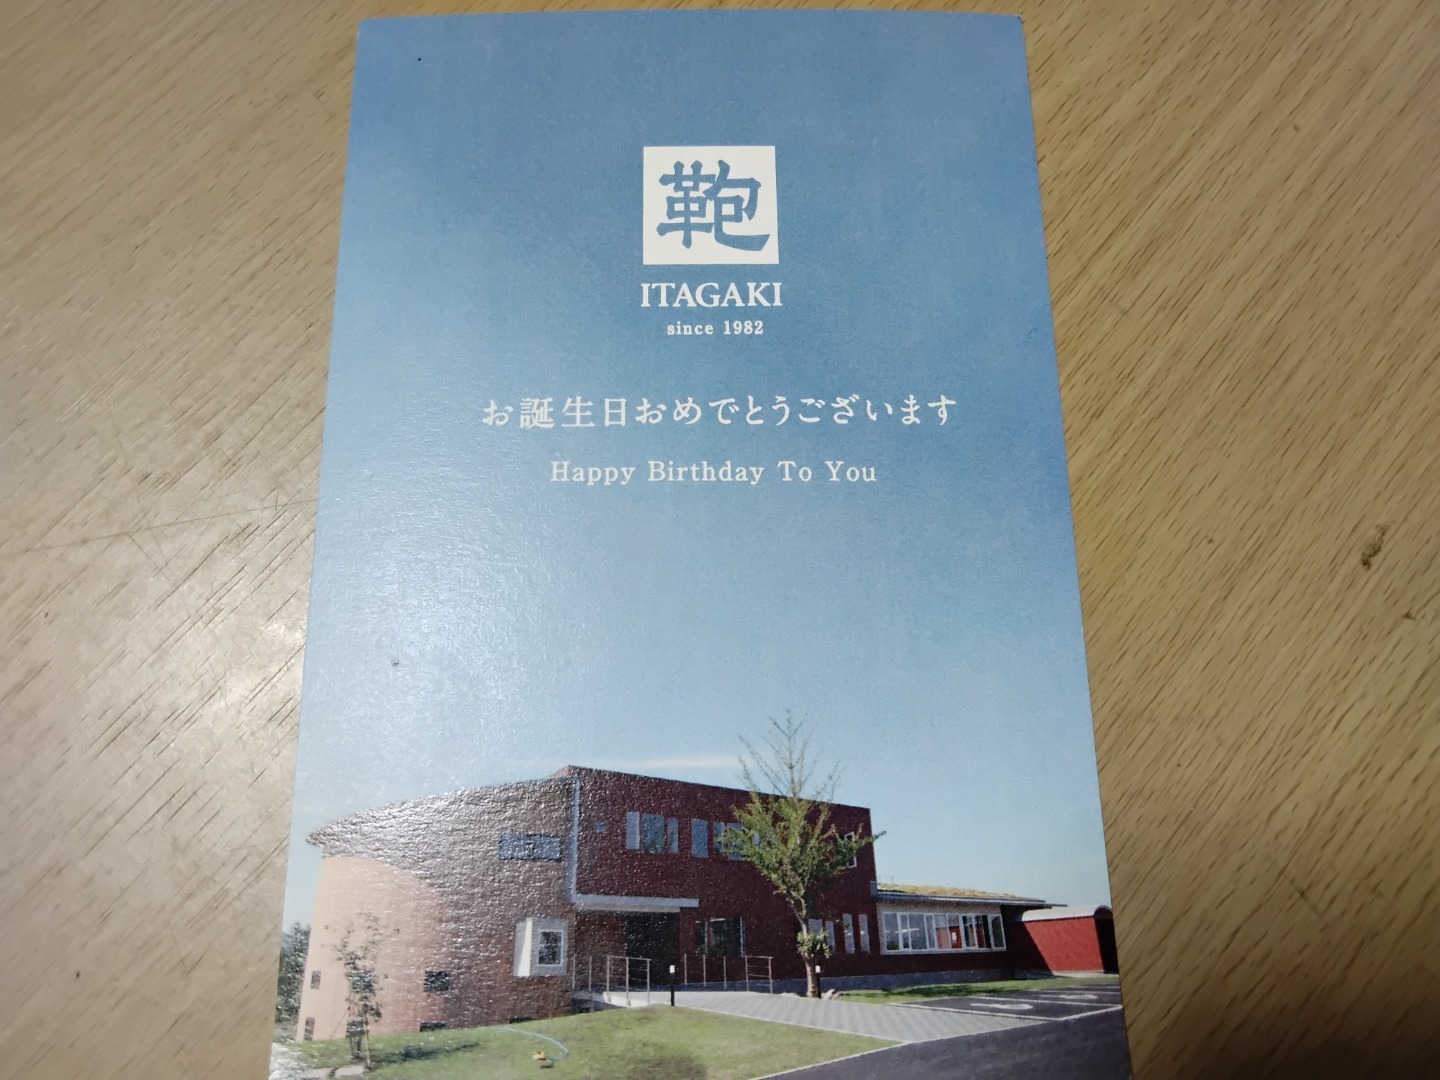 鞄
ITAGAKI
since 1982
お誕生日おめでとうございます
Happy Birthday To You